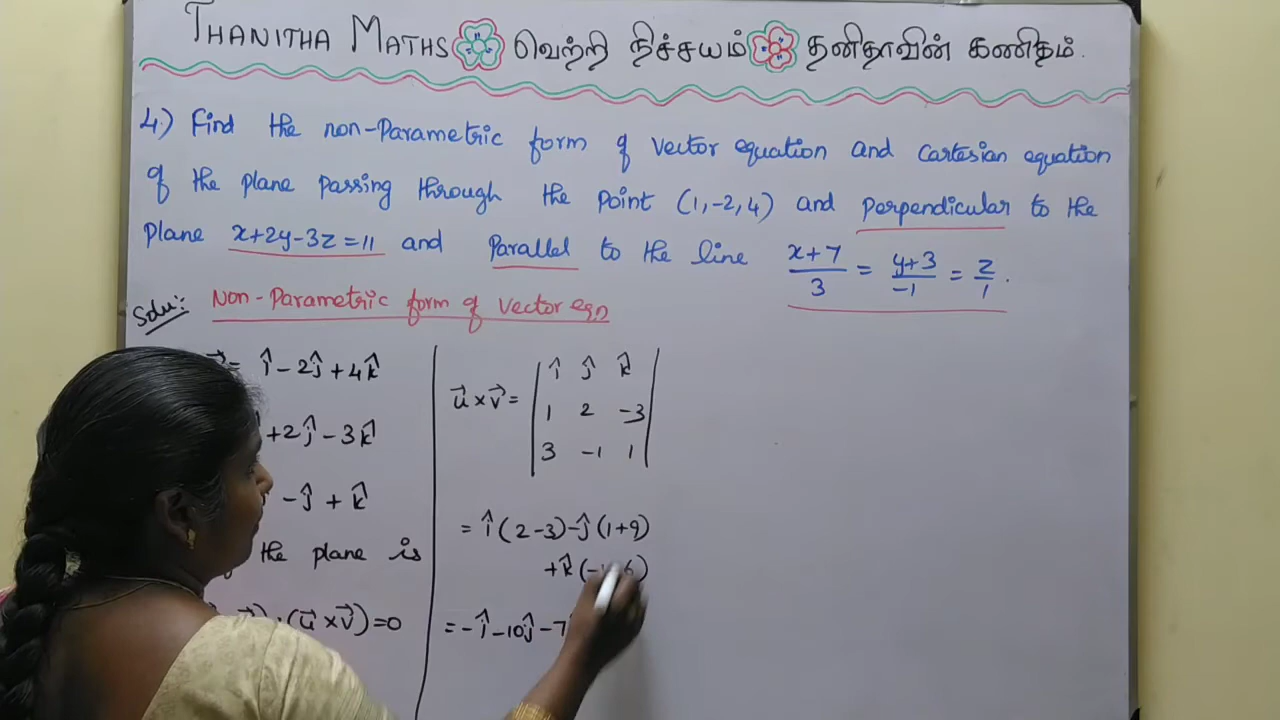 THANITHA MATHS வெற்றி நிச்சயம் தனிதாவின் கணிதம்.
4.) Find the non-Parametric form of vector equation and cartesian equation
of the plane passing through the point (1,-2,4) and perpendicular to the
plane x+2y-3z=11 and parallel to the line (x+7)/3 = (y+3)/-1 = z/1.
Solu:- Non-Parametric form of vector eqn
= î - 2ĵ + 4k̂
+2ĵ - 3k̂
- ĵ + k̂
the plane is
·(u⃗ × v⃗)=0
u⃗ × v⃗ = | î ĵ k̂ |
| 1 2 -3 |
| 3 -1 1 |
= î(2-3)-ĵ(1+9)
+k̂(-1-6)
= -î -10ĵ -7